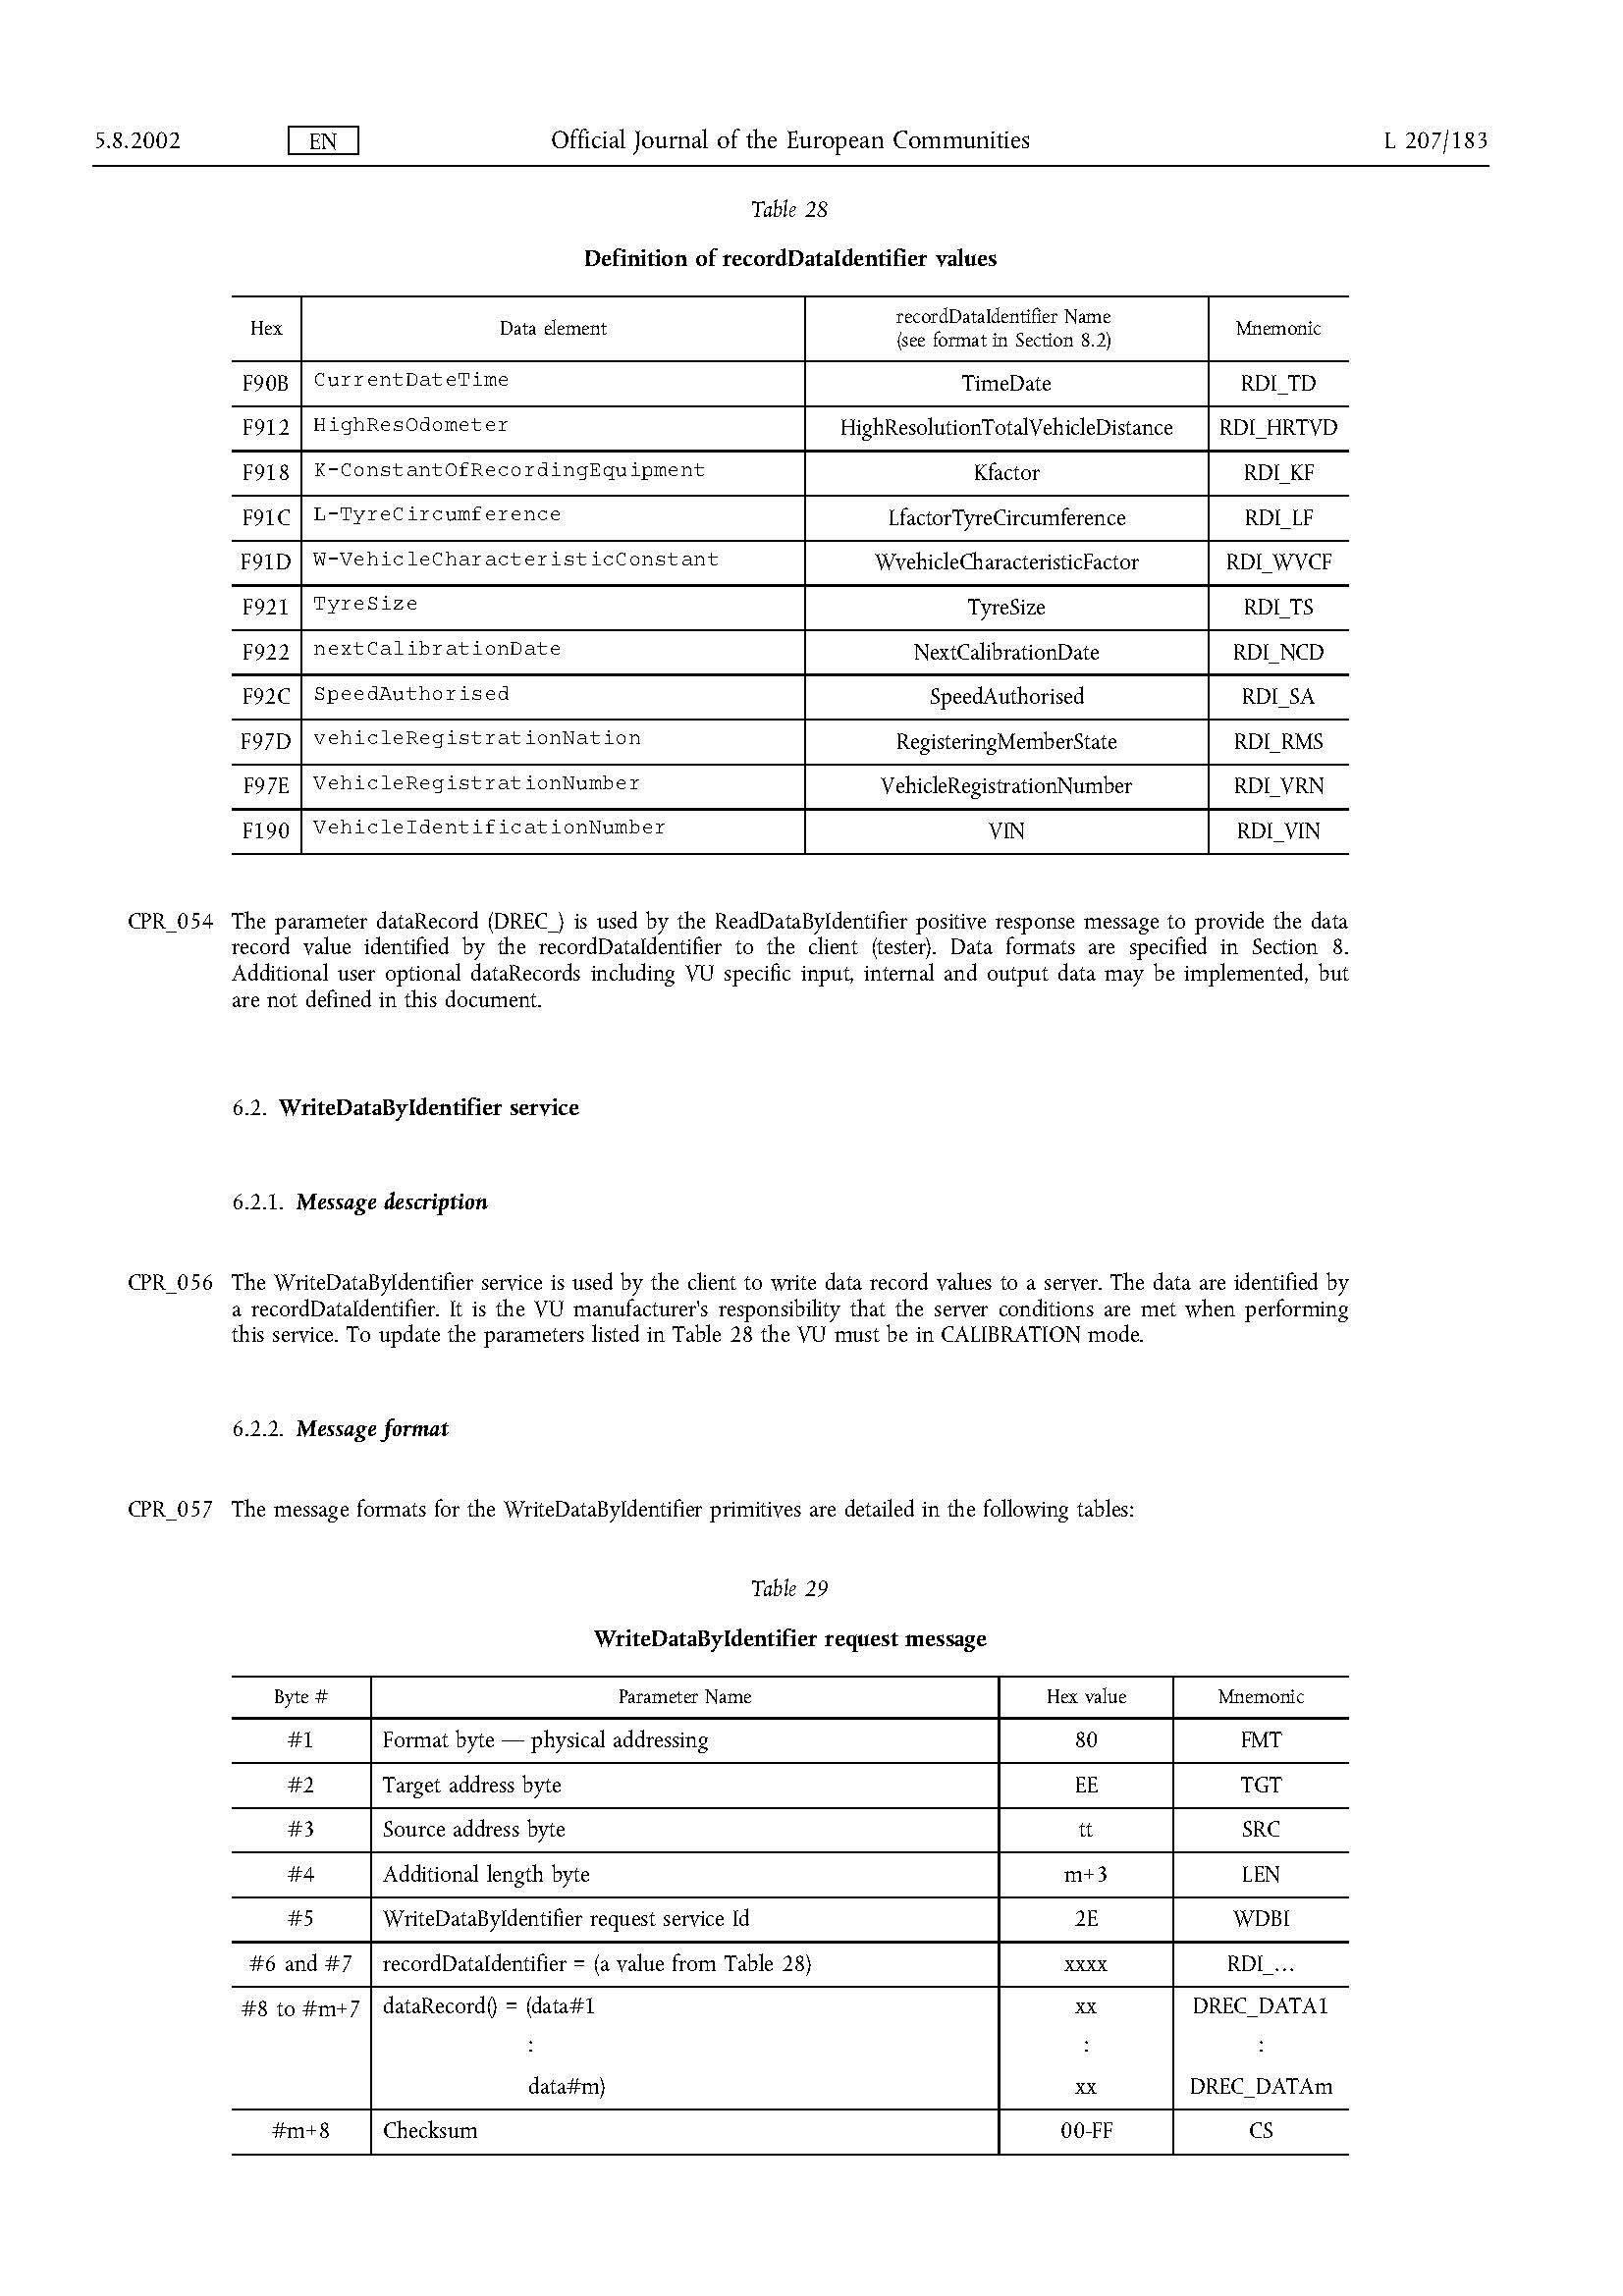 5.8.2002 EN Official Journal of the European Communities L 207/183
Table 28
Definition of recordDataIdentifier values
Hex Data element recordDataIdentifier Name (see format in Section 8.2) Mnemonic
F90B CurrentDateTime TimeDate RDI_TD
F912 HighResOdometer HighResolutionTotalVehicleDistance RDI_HRTVD
F918 K-ConstantOfRecordingEquipment Kfactor RDI_KF
F91C L-TyreCircumference LfactorTyreCircumference RDI_LF
F91D W-VehicleCharacteristicConstant WvehicleCharacteristicFactor RDI_WVCF
F921 TyreSize TyreSize RDI_TS
F922 nextCalibrationDate NextCalibrationDate RDI_NCD
F92C SpeedAuthorised SpeedAuthorised RDI_SA
F97D vehicleRegistrationNation RegisteringMemberState RDI_RMS
F97E VehicleRegistrationNumber VehicleRegistrationNumber RDI_VRN
F190 VehicleIdentificationNumber VIN RDI_VIN
CPR_054 The parameter dataRecord (DREC_) is used by the ReadDataByIdentifier positive response message to provide the data
record value identified by the recordDataIdentifier to the client (tester). Data formats are specified in Section 8.
Additional user optional dataRecords including VU specific input, internal and output data may be implemented, but
are not defined in this document.
6.2. WriteDataByIdentifier service
6.2.1. Message description
CPR_056 The WriteDataByIdentifier service is used by the client to write data record values to a server. The data are identified by
a recordDataIdentifier. It is the VU manufacturer's responsibility that the server conditions are met when performing
this service. To update the parameters listed in Table 28 the VU must be in CALIBRATION mode.
6.2.2. Message format
CPR_057 The message formats for the WriteDataByIdentifier primitives are detailed in the following tables:
Table 29
WriteDataByIdentifier request message
Byte # Parameter Name Hex value Mnemonic
#1 Format byte — physical addressing 80 FMT
#2 Target address byte EE TGT
#3 Source address byte tt SRC
#4 Additional length byte m+3 LEN
#5 WriteDataByIdentifier request service Id 2E WDBI
#6 and #7 recordDataIdentifier = (a value from Table 28) xxxx RDI_…
#8 to #m+7 dataRecord() = (data#1 xx DREC_DATA1
: : :
data#m) xx DREC_DATAm
#m+8 Checksum 00-FF CS